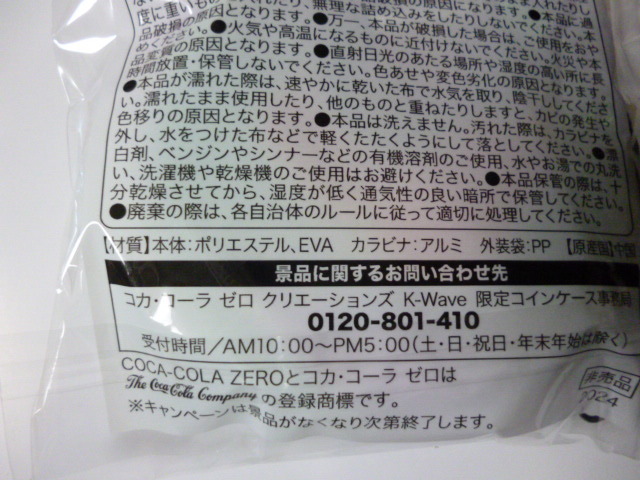 破損の原因となります。
度に重いものを入れたり、無理な詰め込みをしたりしないでください。●本品に過
品破損の原因となります。●万一、本品が破損した場合は、ご使用をおや
めください。●火気や高温になるものに近付けないでください。火災や本
品変質の原因となります。●直射日光のあたる場所や湿度の高い所に長
時間放置・保管しないでください。色あせや変色劣化の原因となります。
●本品が濡れた際は、速やかに乾いた布で水気を取り、陰干ししてくださ
い。濡れたまま使用したり、他のものと重ねたりしますと、カビの発生や
色移りの原因となります。●本品は洗えません。汚れた際は、カラビナを
外し、水をつけた布などで軽くたたくようにして落としてください。●漂
白剤、ベンジンやシンナーなどの有機溶剤のご使用、水やお湯での丸洗
い、洗濯機や乾燥機のご使用はお避けください。●本品保管の際は、十
分乾燥させてから、湿度が低く通気性の良い暗所で保管してください。
●廃棄の際は、各自治体のルールに従って適切に処理してください。
【材質】本体:ポリエステル、EVA カラビナ:アルミ 外装袋:PP 【原産国】中国
景品に関するお問い合わせ先
コカ・コーラ ゼロ クリエーションズ K-Wave 限定コインケース事務局
0120-801-410
受付時間/AM10:00〜PM5:00(土・日・祝日・年末年始は除く)
COCA-COLA ZEROとコカ・コーラ ゼロは
The Coca-Cola Companyの登録商標です。
※キャンペーンは景品がなくなり次第終了します。
非売品
2024